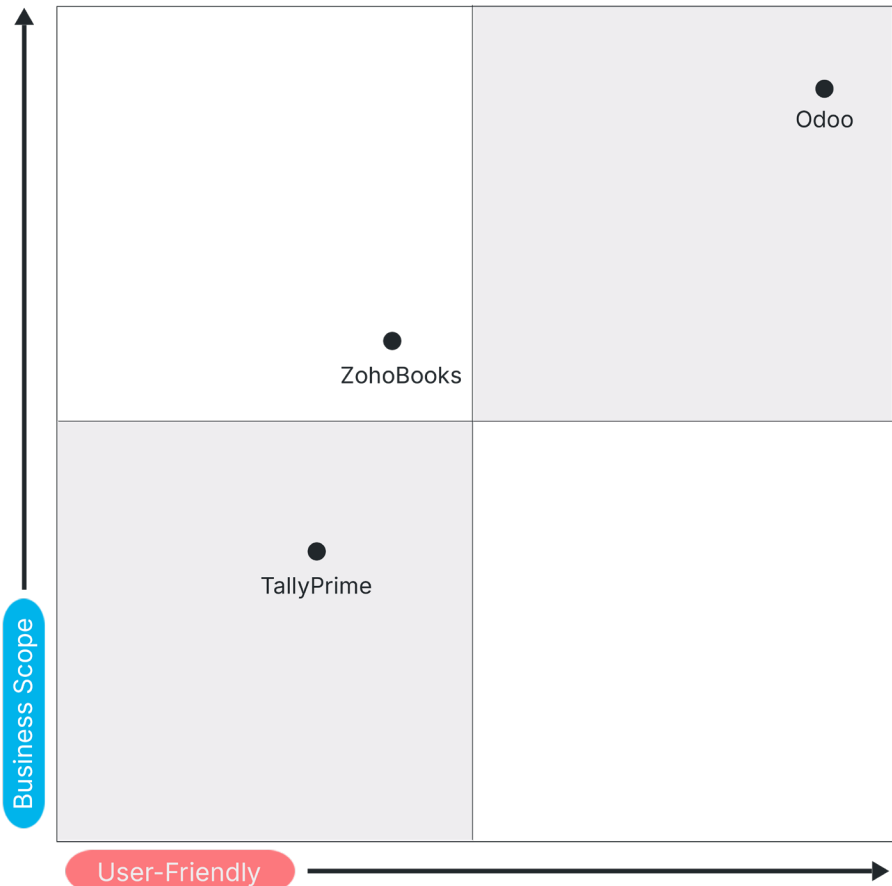 Odoo
ZohoBooks
TallyPrime
Business Scope
User-Friendly